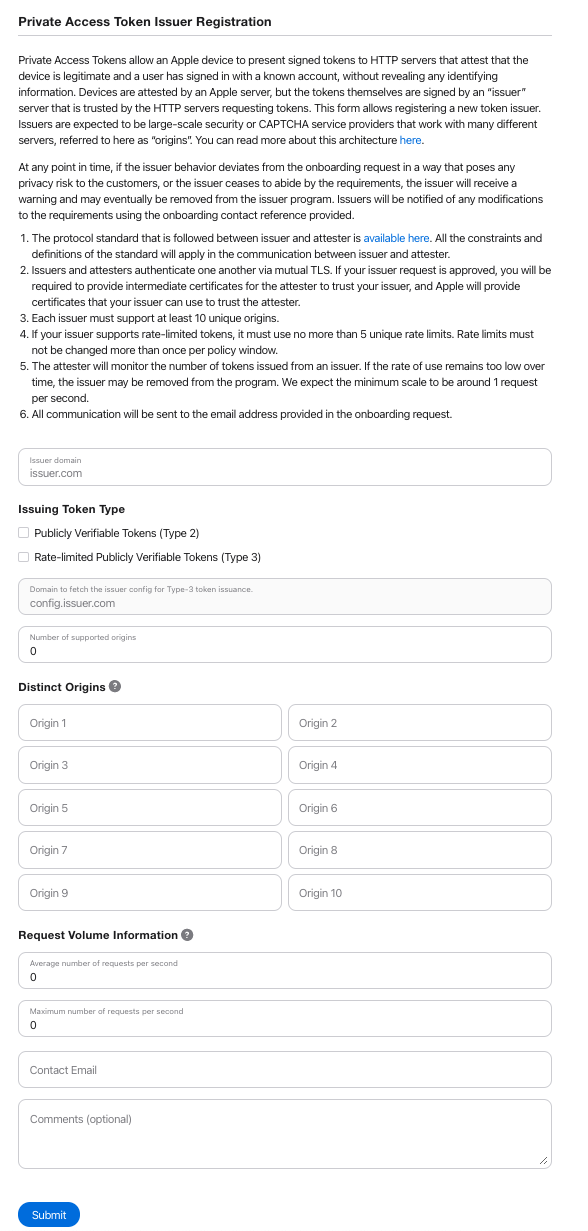 Private Access Token Issuer Registration
Private Access Tokens allow an Apple device to present signed tokens to HTTP servers that attest that the
device is legitimate and a user has signed in with a known account, without revealing any identifying
information. Devices are attested by an Apple server, but the tokens themselves are signed by an “issuer”
server that is trusted by the HTTP servers requesting tokens. This form allows registering a new token issuer.
Issuers are expected to be large-scale security or CAPTCHA service providers that work with many different
servers, referred to here as “origins”. You can read more about this architecture here.
At any point in time, if the issuer behavior deviates from the onboarding request in a way that poses any
privacy risk to the customers, or the issuer ceases to abide by the requirements, the issuer will receive a
warning and may eventually be removed from the issuer program. Issuers will be notified of any modifications
to the requirements using the onboarding contact reference provided.
1. The protocol standard that is followed between issuer and attester is available here. All the constraints and
definitions of the standard will apply in the communication between issuer and attester.
2. Issuers and attesters authenticate one another via mutual TLS. If your issuer request is approved, you will be
required to provide intermediate certificates for the attester to trust your issuer, and Apple will provide
certificates that your issuer can use to trust the attester.
3. Each issuer must support at least 10 unique origins.
4. If your issuer supports rate-limited tokens, it must use no more than 5 unique rate limits. Rate limits must
not be changed more than once per policy window.
5. The attester will monitor the number of tokens issued from an issuer. If the rate of use remains too low over
time, the issuer may be removed from the program. We expect the minimum scale to be around 1 request
per second.
6. All communication will be sent to the email address provided in the onboarding request.
Issuer domain
issuer.com
Issuing Token Type
Publicly Verifiable Tokens (Type 2)
Rate-limited Publicly Verifiable Tokens (Type 3)
Domain to fetch the issuer config for Type-3 token issuance.
config.issuer.com
Number of supported origins
0
Distinct Origins ?
Origin 1
Origin 2
Origin 3
Origin 4
Origin 5
Origin 6
Origin 7
Origin 8
Origin 9
Origin 10
Request Volume Information ?
Average number of requests per second
0
Maximum number of requests per second
0
Contact Email
Comments (optional)
Submit